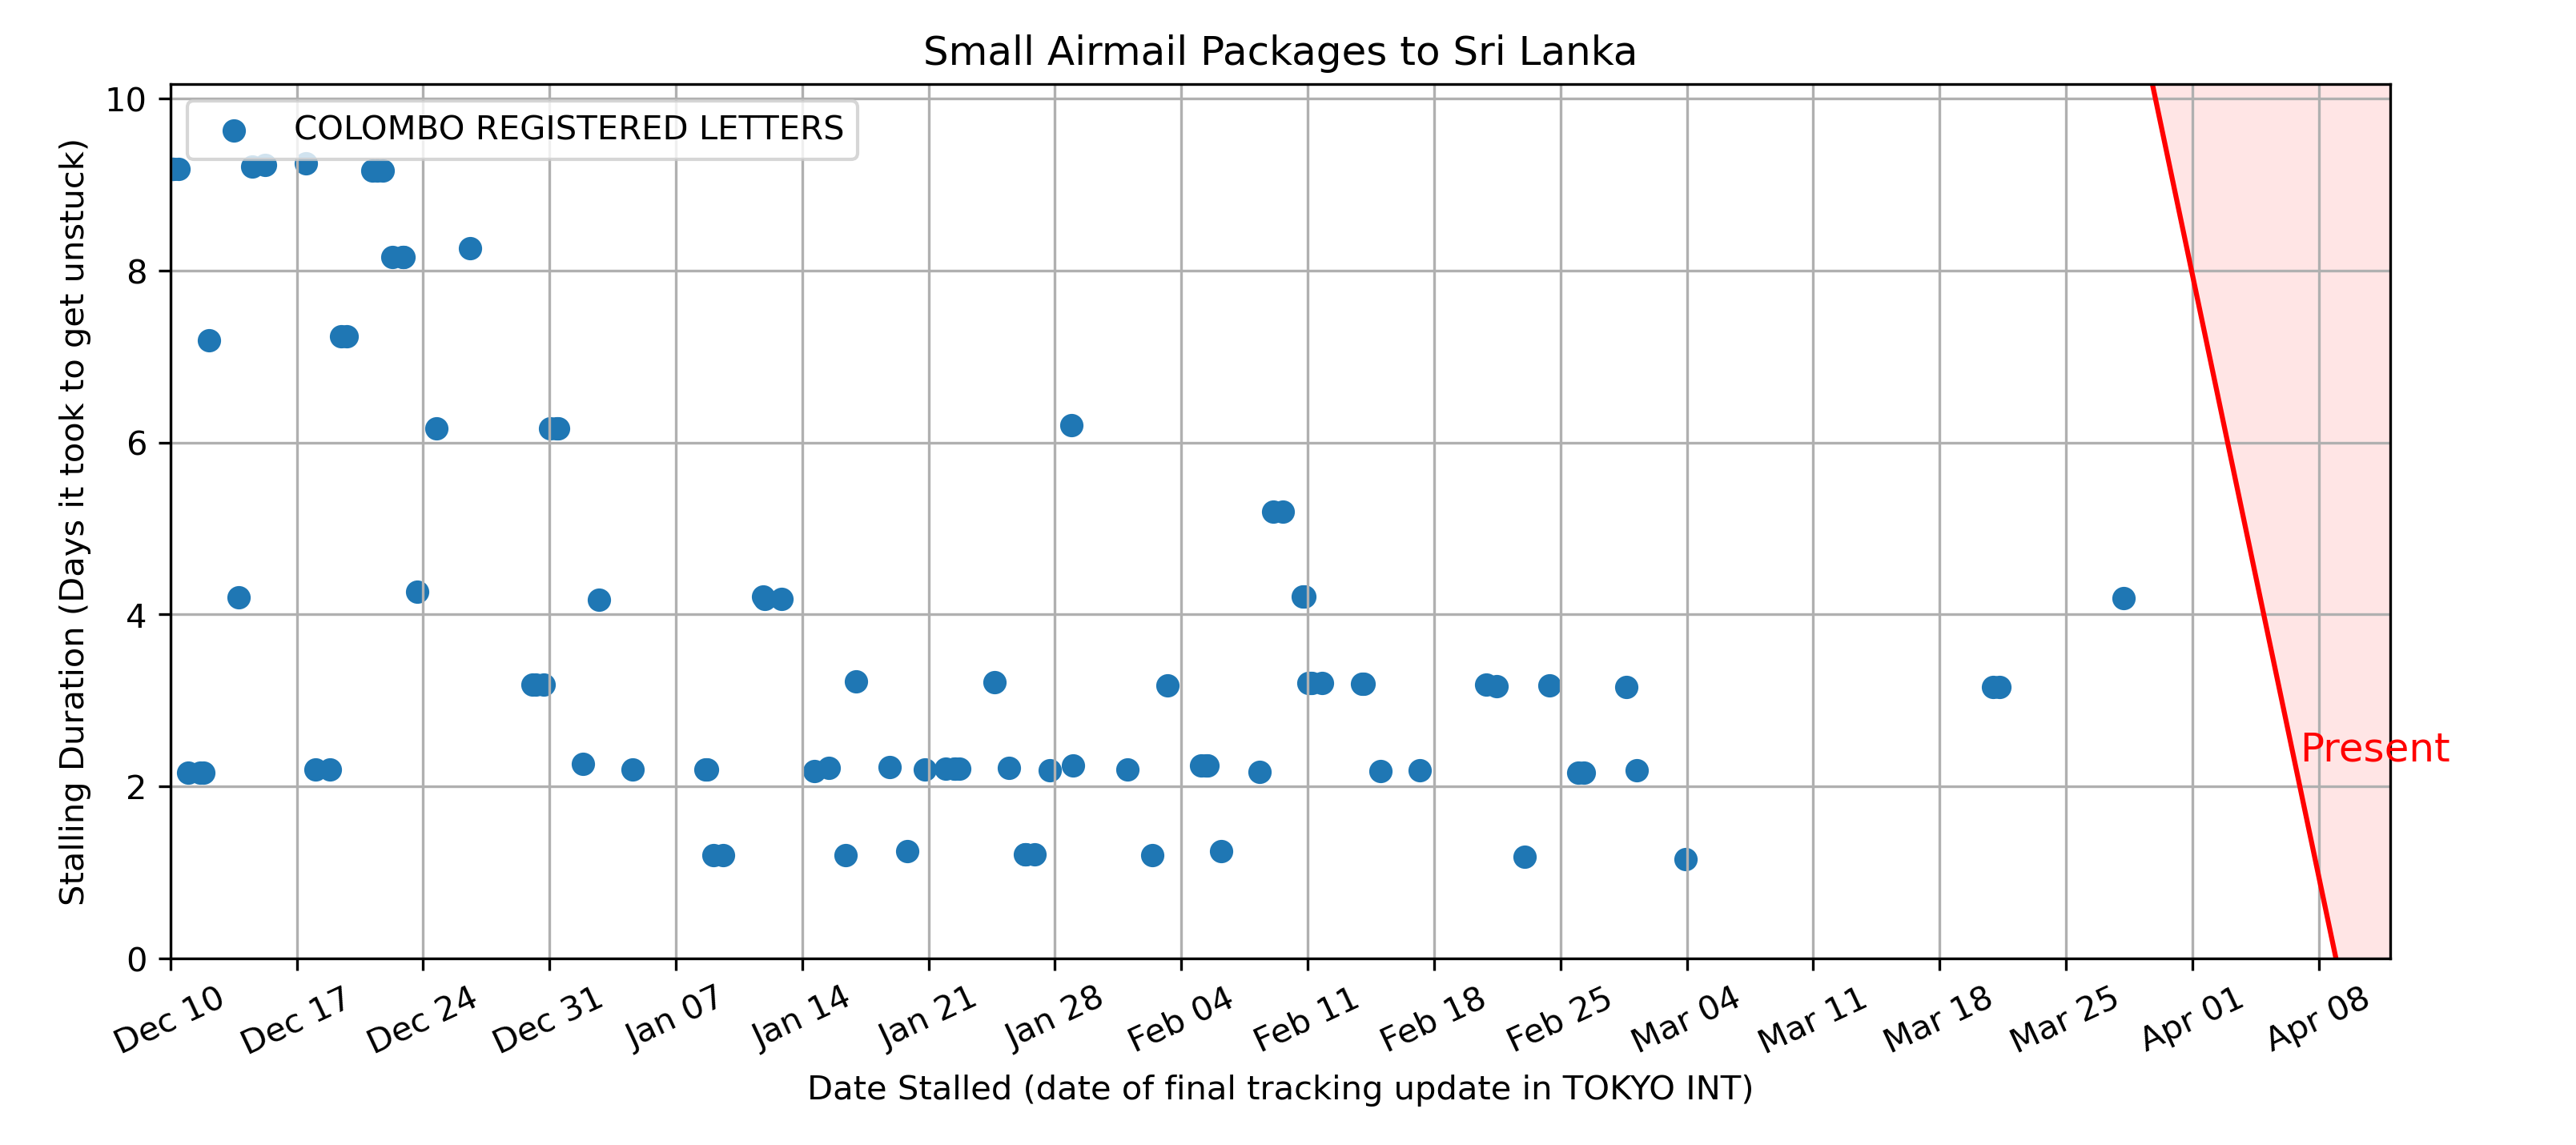 Small Airmail Packages to Sri Lanka
COLOMBO REGISTERED LETTERS
Stalling Duration (Days it took to get unstuck)
10
8
6
4
2
0
Present
Dec 10
Dec 17
Dec 24
Dec 31
Jan 07
Jan 14
Jan 21
Jan 28
Feb 04
Feb 11
Feb 18
Feb 25
Mar 04
Mar 11
Mar 18
Mar 25
Apr 01
Apr 08
Date Stalled (date of final tracking update in TOKYO INT)